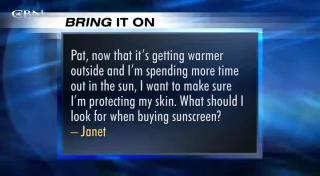 CBN
BRING IT ON
Pat, now that it's getting warmer
outside and I'm spending more time
out in the sun, I want to make sure
I'm protecting my skin. What should I
look for when buying sunscreen?
– Janet